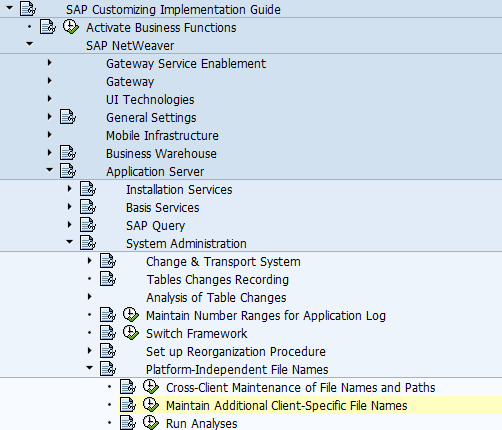 SAP Customizing Implementation Guide
Activate Business Functions
SAP NetWeaver
Gateway Service Enablement
Gateway
UI Technologies
General Settings
Mobile Infrastructure
Business Warehouse
Application Server
Installation Services
Basis Services
SAP Query
System Administration
Change & Transport System
Tables Changes Recording
Analysis of Table Changes
Maintain Number Ranges for Application Log
Switch Framework
Set up Reorganization Procedure
Platform-Independent File Names
Cross-Client Maintenance of File Names and Paths
Maintain Additional Client-Specific File Names
Run Analyses